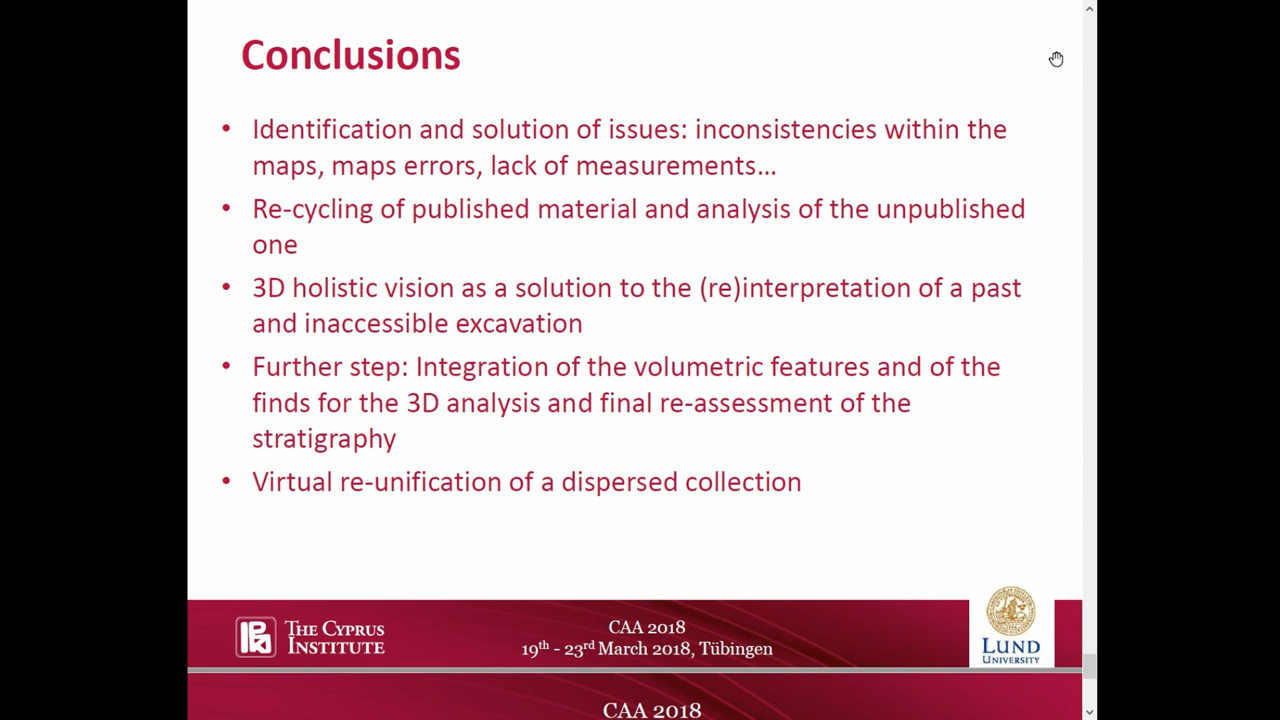 Conclusions
• Identification and solution of issues: inconsistencies within the
maps, maps errors, lack of measurements...
• Re-cycling of published material and analysis of the unpublished
one
• 3D holistic vision as a solution to the (re)interpretation of a past
and inaccessible excavation
• Further step: Integration of the volumetric features and of the
finds for the 3D analysis and final re-assessment of the
stratigraphy
• Virtual re-unification of a dispersed collection
THE CYPRUS
INSTITUTE
CAA 2018
19th - 23rd March 2018, Tübingen
LUND
UNIVERSITY
CAA 2018